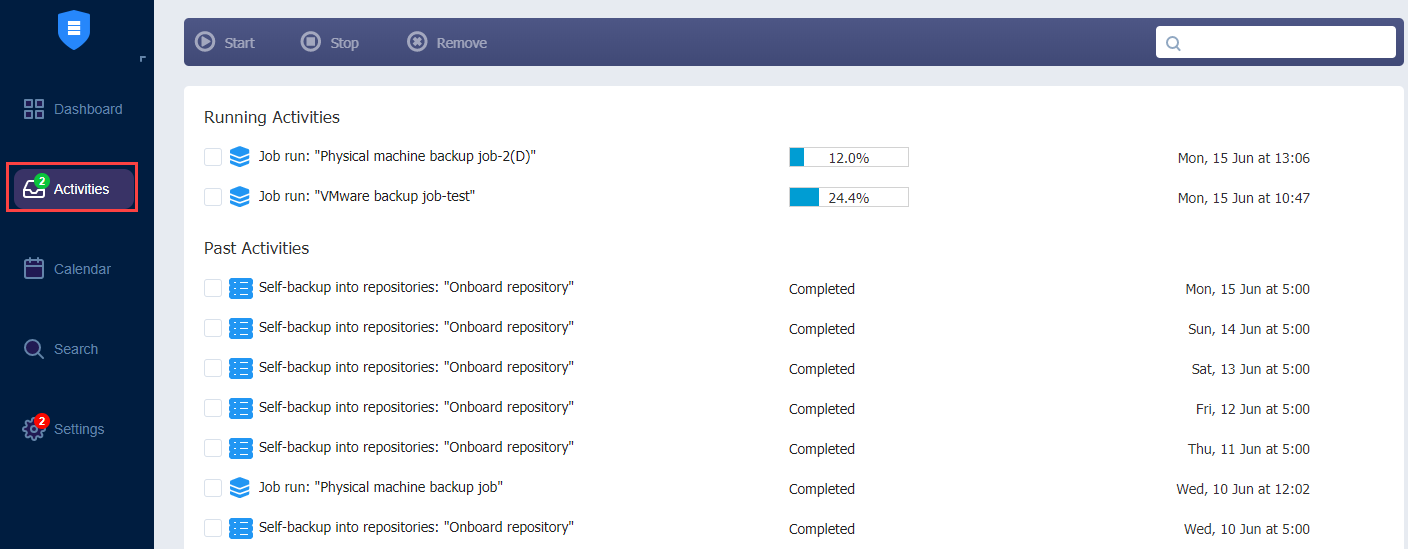 Start Stop Remove
Dashboard
2 Activities
Calendar
Search
2 Settings
Running Activities
Job run: "Physical machine backup job-2(D)" 12.0% Mon, 15 Jun at 13:06
Job run: "VMware backup job-test" 24.4% Mon, 15 Jun at 10:47
Past Activities
Self-backup into repositories: "Onboard repository" Completed Mon, 15 Jun at 5:00
Self-backup into repositories: "Onboard repository" Completed Sun, 14 Jun at 5:00
Self-backup into repositories: "Onboard repository" Completed Sat, 13 Jun at 5:00
Self-backup into repositories: "Onboard repository" Completed Fri, 12 Jun at 5:00
Self-backup into repositories: "Onboard repository" Completed Thu, 11 Jun at 5:00
Job run: "Physical machine backup job" Completed Wed, 10 Jun at 12:02
Self-backup into repositories: "Onboard repository" Completed Wed, 10 Jun at 5:00